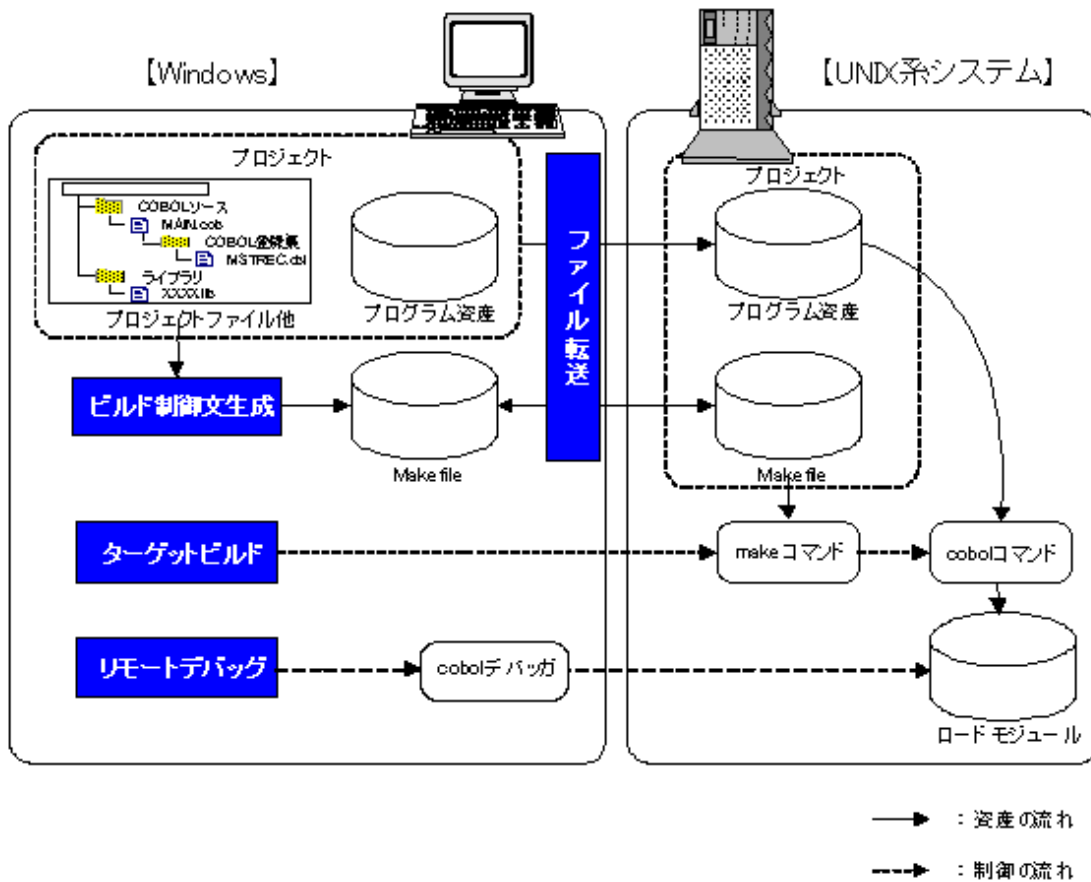 【Windows】
【UNIX系システム】
プロジェクト
COBOLソース
MAIN.cob
COBOL登録集
MSTREC.cbl
ライブラリ
XXXX.lib
プロジェクトファイル他
プログラム資産
ファイル転送
プロジェクト
プログラム資産
ビルド制御文生成
Make file
Make file
ターゲットビルド
makeコマンド
cobolコマンド
リモートデバッグ
cobolデバッガ
ロードモジュール
：資産の流れ
：制御の流れ